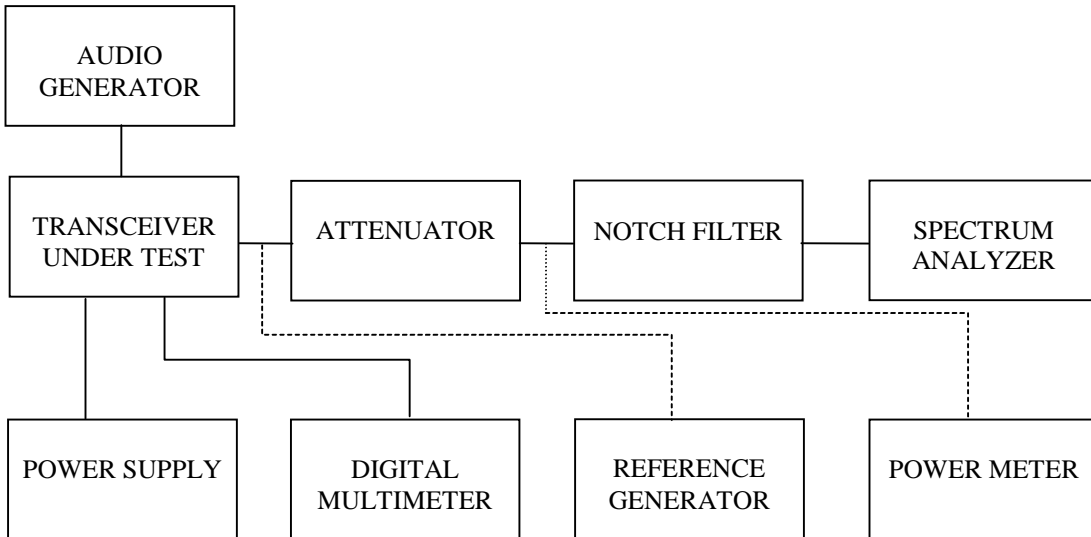 AUDIO
GENERATOR
TRANSCEIVER
UNDER TEST
ATTENUATOR
NOTCH FILTER
SPECTRUM
ANALYZER
POWER SUPPLY
DIGITAL
MULTIMETER
REFERENCE
GENERATOR
POWER METER